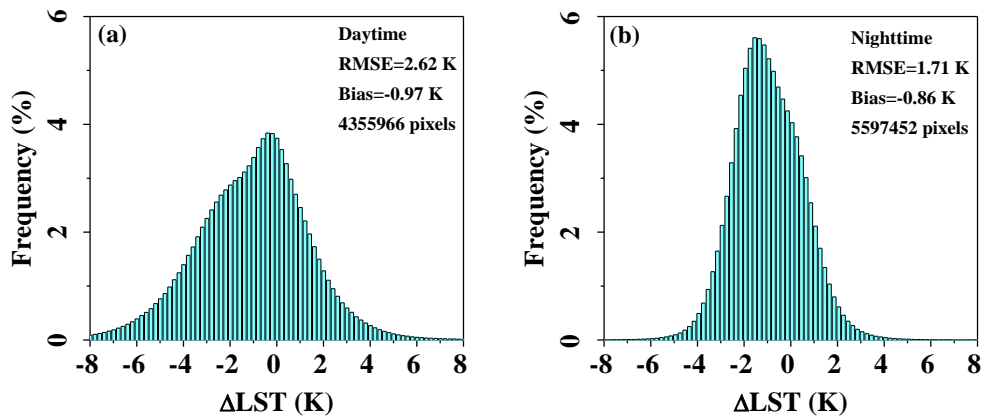 (a)
Daytime
RMSE=2.62 K
Bias=-0.97 K
4355966 pixels
Frequency (%)
6
4
2
0
-8 -6 -4 -2 0 2 4 6 8
ΔLST (K)
(b)
Nighttime
RMSE=1.71 K
Bias=-0.86 K
5597452 pixels
Frequency (%)
6
4
2
0
-8 -6 -4 -2 0 2 4 6 8
ΔLST (K)